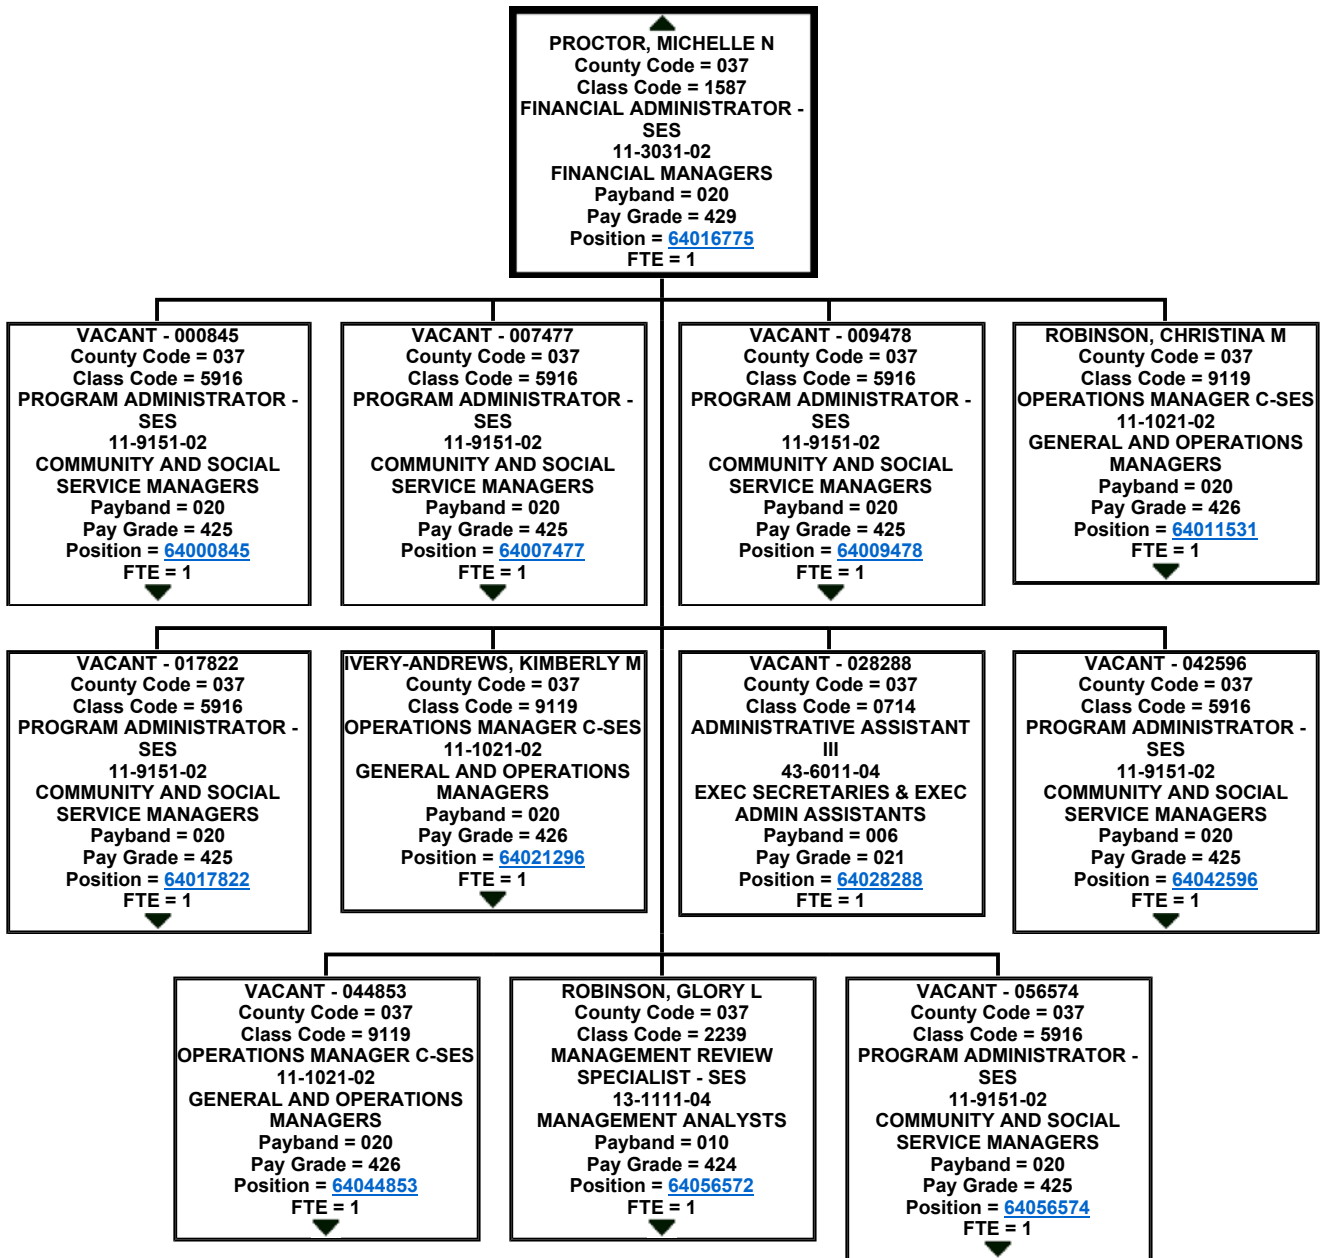 PROCTOR, MICHELLE N
County Code = 037
Class Code = 1587
FINANCIAL ADMINISTRATOR -
SES
11-3031-02
FINANCIAL MANAGERS
Payband = 020
Pay Grade = 429
Position = 64016775
FTE = 1
VACANT - 000845
County Code = 037
Class Code = 5916
PROGRAM ADMINISTRATOR -
SES
11-9151-02
COMMUNITY AND SOCIAL
SERVICE MANAGERS
Payband = 020
Pay Grade = 425
Position = 64000845
FTE = 1
VACANT - 007477
County Code = 037
Class Code = 5916
PROGRAM ADMINISTRATOR -
SES
11-9151-02
COMMUNITY AND SOCIAL
SERVICE MANAGERS
Payband = 020
Pay Grade = 425
Position = 64007477
FTE = 1
VACANT - 009478
County Code = 037
Class Code = 5916
PROGRAM ADMINISTRATOR -
SES
11-9151-02
COMMUNITY AND SOCIAL
SERVICE MANAGERS
Payband = 020
Pay Grade = 425
Position = 64009478
FTE = 1
ROBINSON, CHRISTINA M
County Code = 037
Class Code = 9119
OPERATIONS MANAGER C-SES
11-1021-02
GENERAL AND OPERATIONS
MANAGERS
Payband = 020
Pay Grade = 426
Position = 64011531
FTE = 1
VACANT - 017822
County Code = 037
Class Code = 5916
PROGRAM ADMINISTRATOR -
SES
11-9151-02
COMMUNITY AND SOCIAL
SERVICE MANAGERS
Payband = 020
Pay Grade = 425
Position = 64017822
FTE = 1
IVERY-ANDREWS, KIMBERLY M
County Code = 037
Class Code = 9119
OPERATIONS MANAGER C-SES
11-1021-02
GENERAL AND OPERATIONS
MANAGERS
Payband = 020
Pay Grade = 426
Position = 64021296
FTE = 1
VACANT - 028288
County Code = 037
Class Code = 0714
ADMINISTRATIVE ASSISTANT
III
43-6011-04
EXEC SECRETARIES & EXEC
ADMIN ASSISTANTS
Payband = 006
Pay Grade = 021
Position = 64028288
FTE = 1
VACANT - 042596
County Code = 037
Class Code = 5916
PROGRAM ADMINISTRATOR -
SES
11-9151-02
COMMUNITY AND SOCIAL
SERVICE MANAGERS
Payband = 020
Pay Grade = 425
Position = 64042596
FTE = 1
VACANT - 044853
County Code = 037
Class Code = 9119
OPERATIONS MANAGER C-SES
11-1021-02
GENERAL AND OPERATIONS
MANAGERS
Payband = 020
Pay Grade = 426
Position = 64044853
FTE = 1
ROBINSON, GLORY L
County Code = 037
Class Code = 2239
MANAGEMENT REVIEW
SPECIALIST - SES
13-1111-04
MANAGEMENT ANALYSTS
Payband = 010
Pay Grade = 424
Position = 64056572
FTE = 1
VACANT - 056574
County Code = 037
Class Code = 5916
PROGRAM ADMINISTRATOR -
SES
11-9151-02
COMMUNITY AND SOCIAL
SERVICE MANAGERS
Payband = 020
Pay Grade = 425
Position = 64056574
FTE = 1